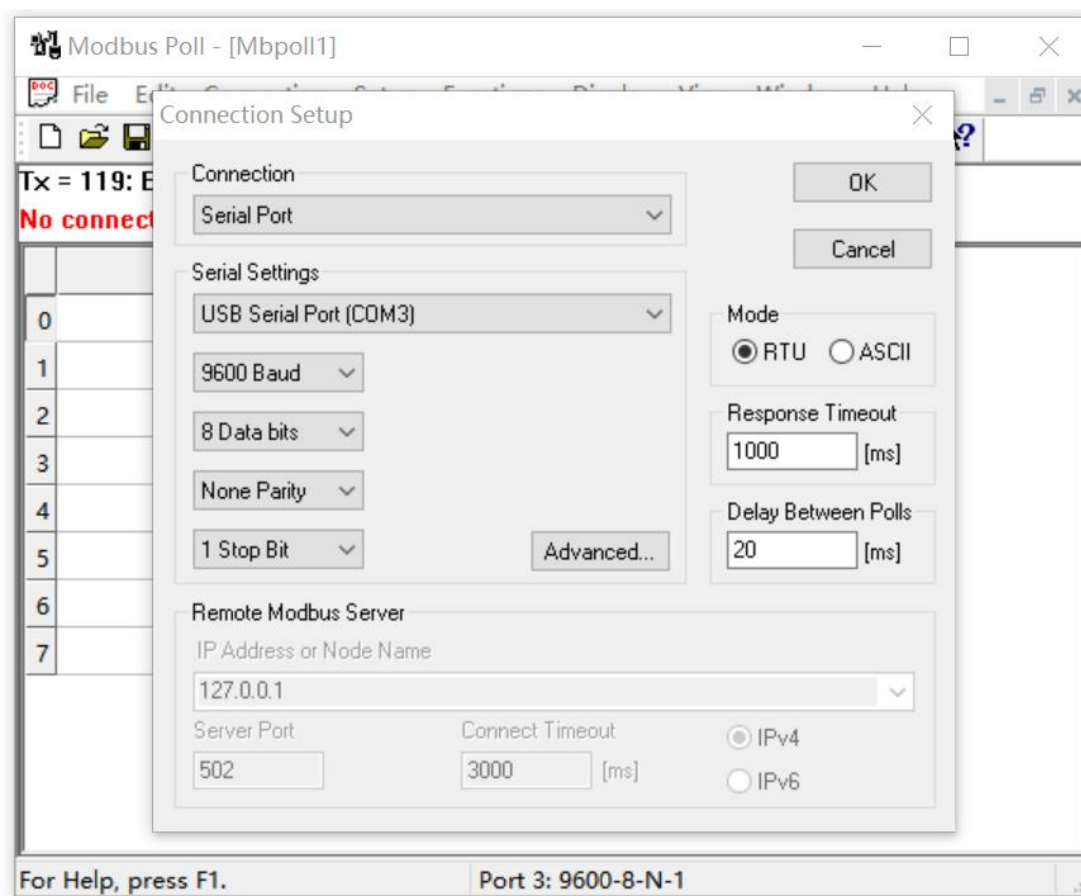 Modbus Poll - [Mbpoll1]
File
Connection Setup
Tx = 119:
No connect
Connection
Serial Port
OK
Cancel
Serial Settings
USB Serial Port (COM3)
Mode
RTU ASCII
9600 Baud
8 Data bits
Response Timeout
1000 [ms]
None Parity
Delay Between Polls
1 Stop Bit Advanced... 20 [ms]
Remote Modbus Server
IP Address or Node Name
127.0.0.1
Server Port Connect Timeout IPv4
502 3000 [ms] IPv6
0
1
2
3
4
5
6
7
For Help, press F1. Port 3: 9600-8-N-1